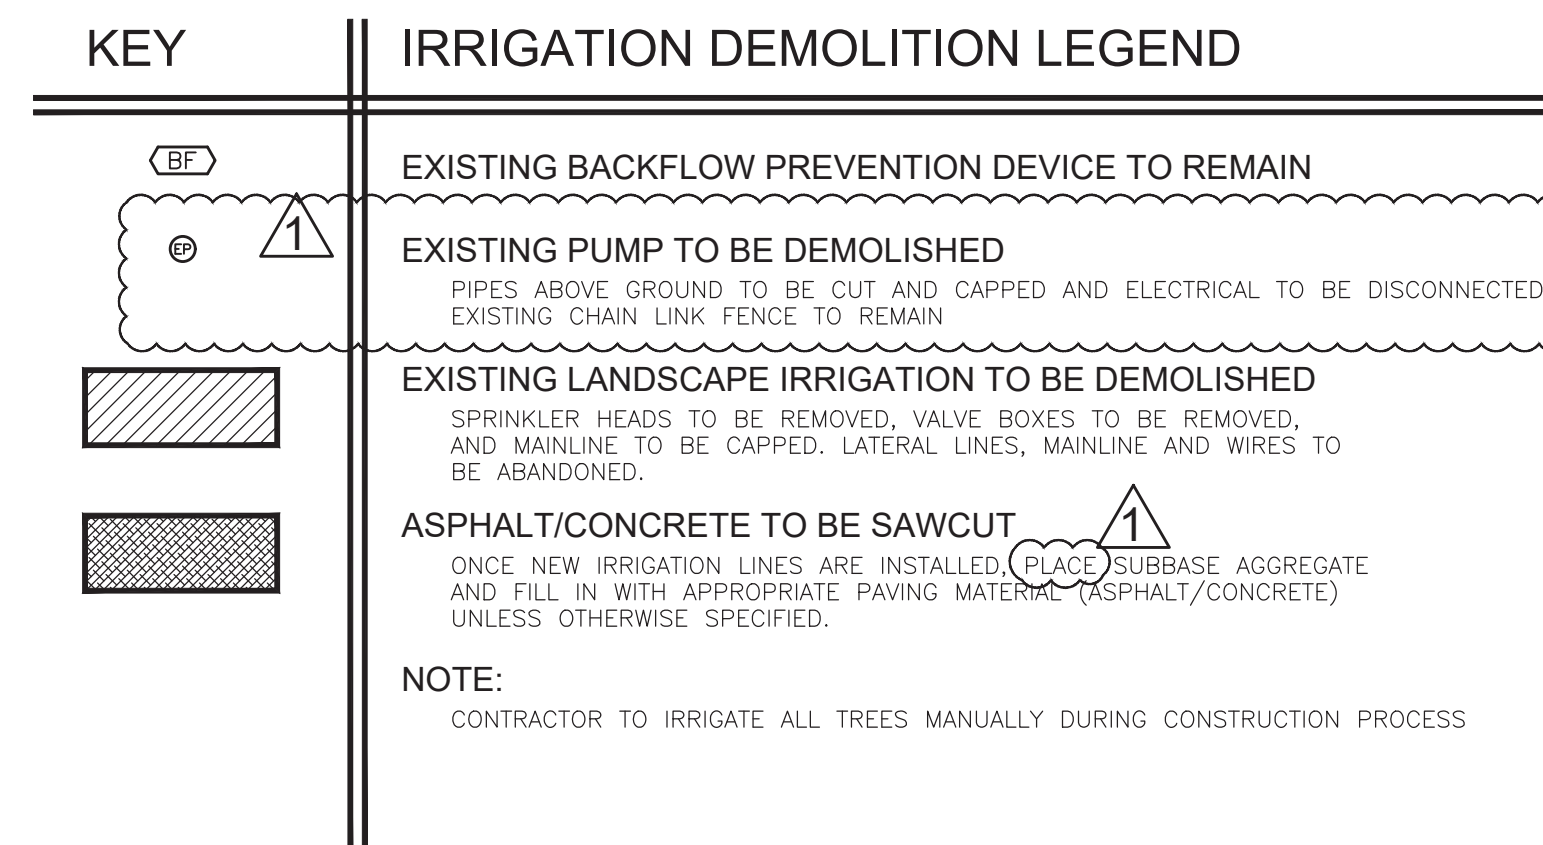 KEY IRRIGATION DEMOLITION LEGEND
BF EXISTING BACKFLOW PREVENTION DEVICE TO REMAIN
EP 1 EXISTING PUMP TO BE DEMOLISHED
PIPES ABOVE GROUND TO BE CUT AND CAPPED AND ELECTRICAL TO BE DISCONNECTED
EXISTING CHAIN LINK FENCE TO REMAIN
EXISTING LANDSCAPE IRRIGATION TO BE DEMOLISHED
SPRINKLER HEADS TO BE REMOVED, VALVE BOXES TO BE REMOVED,
AND MAINLINE TO BE CAPPED. LATERAL LINES, MAINLINE AND WIRES TO
BE ABANDONED.
ASPHALT/CONCRETE TO BE SAWCUT 1
ONCE NEW IRRIGATION LINES ARE INSTALLED, PLACE SUBBASE AGGREGATE
AND FILL IN WITH APPROPRIATE PAVING MATERIAL (ASPHALT/CONCRETE)
UNLESS OTHERWISE SPECIFIED.
NOTE:
CONTRACTOR TO IRRIGATE ALL TREES MANUALLY DURING CONSTRUCTION PROCESS